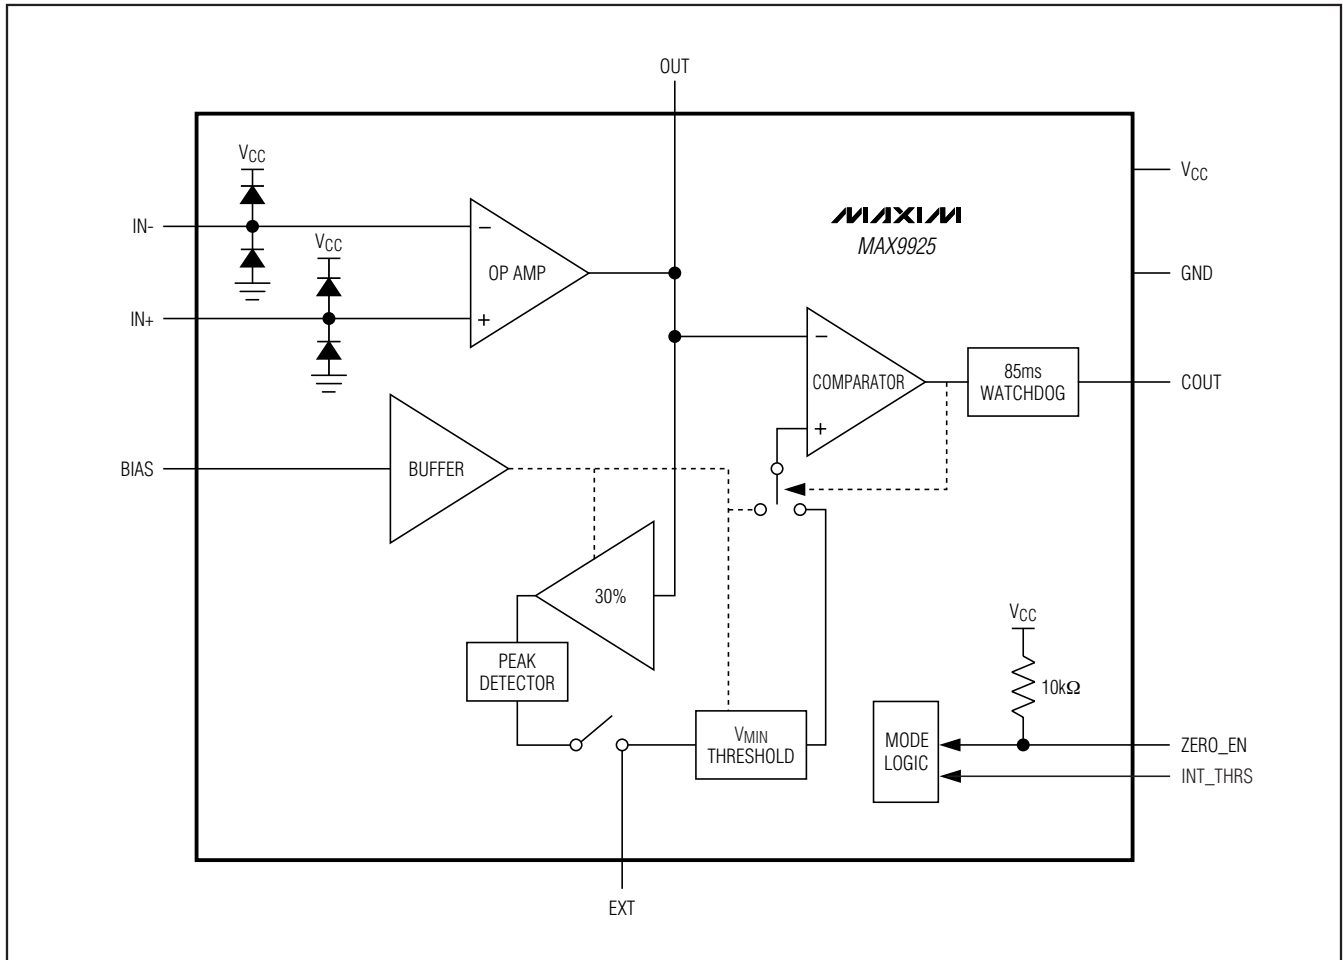 OUT
VCC
VCC
IN-
MAXIM
MAX9925
VCC
−
OP AMP
GND
IN+
+
−
COMPARATOR
85ms
WATCHDOG
COUT
+
BIAS
BUFFER
30%
VCC
PEAK
DETECTOR
10kΩ
VMIN
THRESHOLD
MODE
LOGIC
ZERO_EN
INT_THRS
EXT